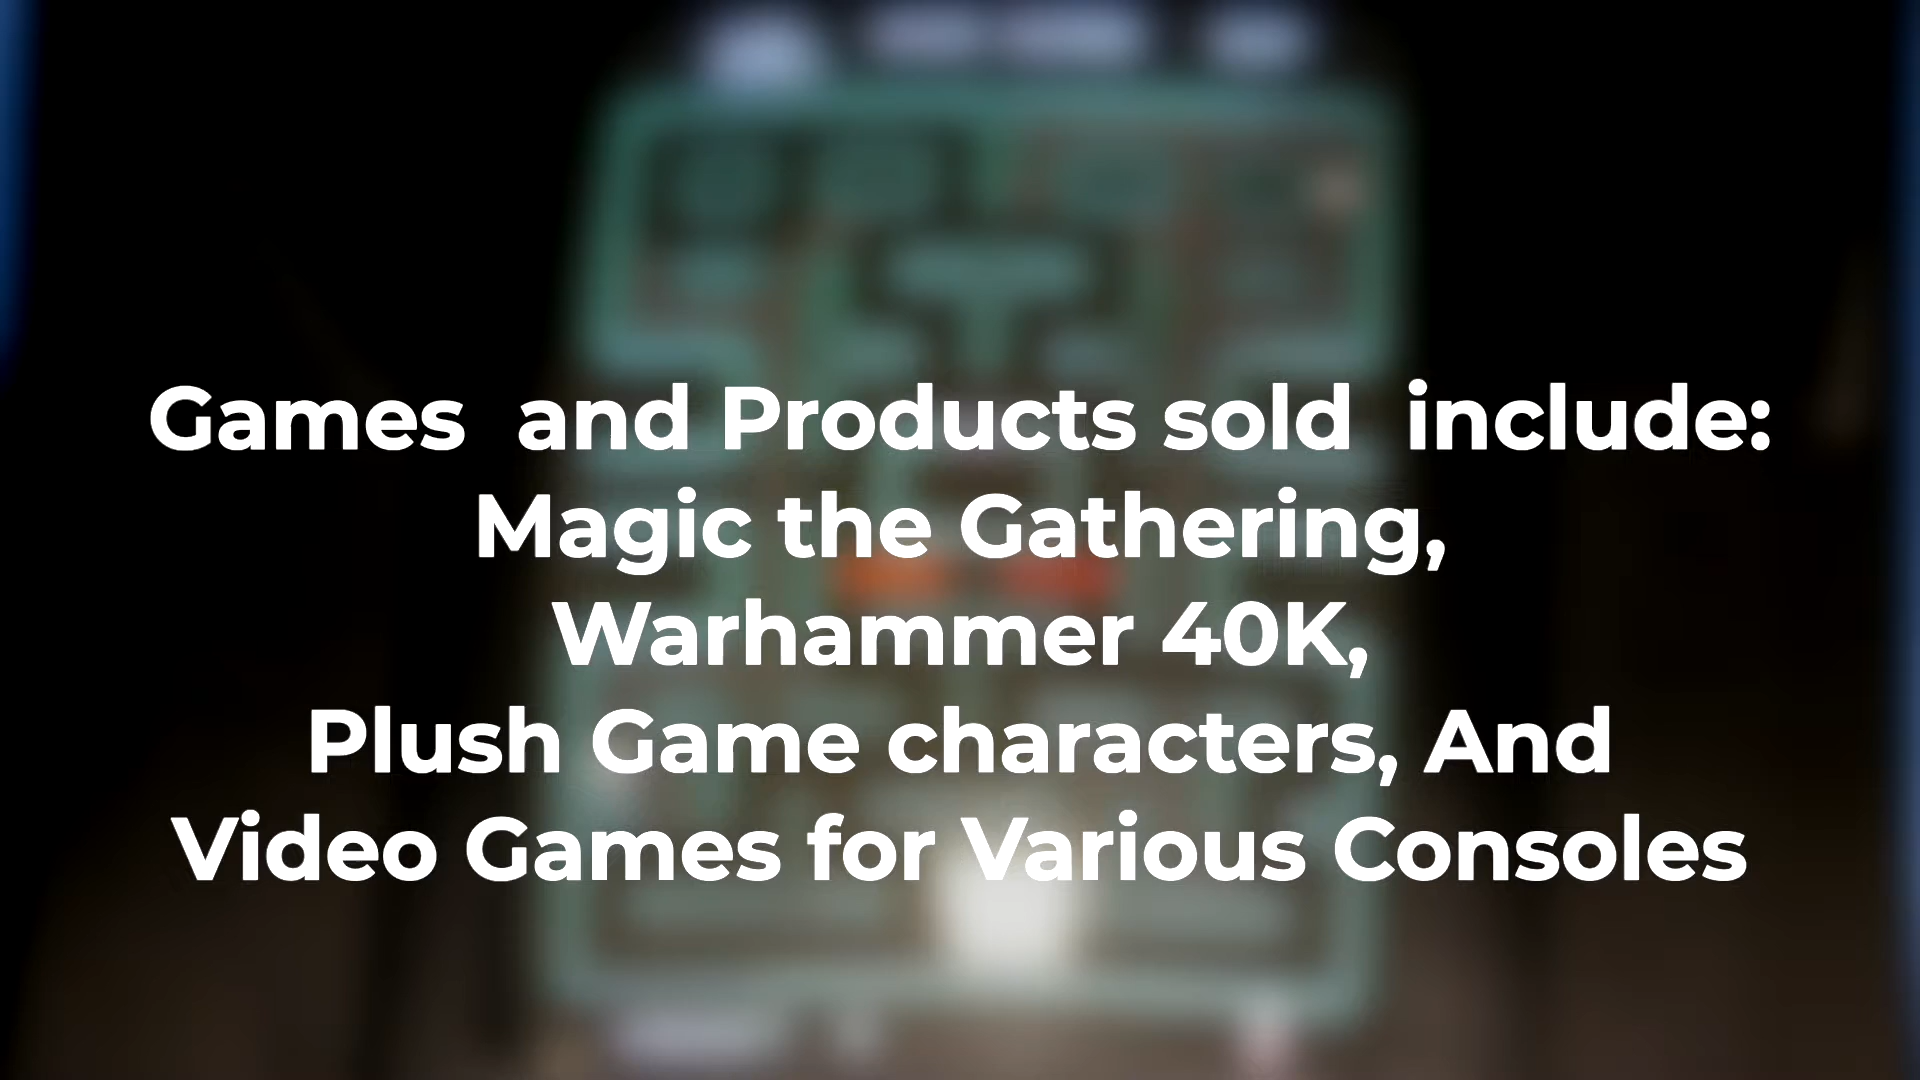 Games  and Products sold  include:
Magic the Gathering,
Warhammer 40K,
Plush Game characters, And
Video Games for Various Consoles